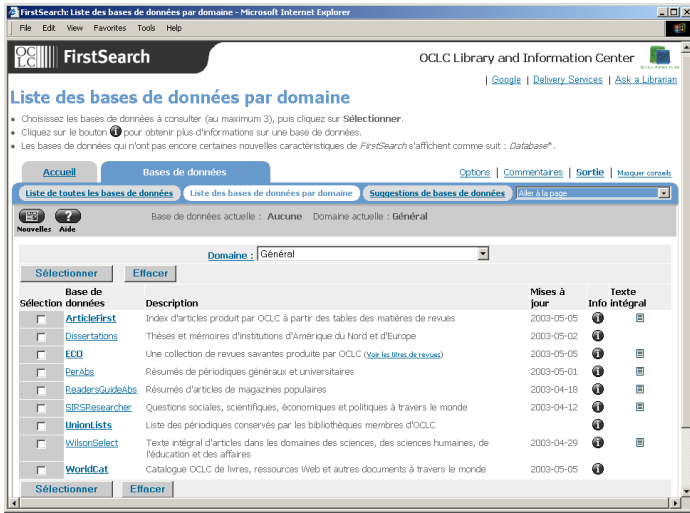 FirstSearch: Liste des bases de données par domaine - Microsoft Internet Explorer
File Edit View Favorites Tools Help
OCLC FirstSearch
OCLC Library and Information Center
| Google | Delivery Services | Ask a Librarian
Liste des bases de données par domaine
• Choisissez les bases de données à consulter (au maximum 3), puis cliquez sur Sélectionner.
• Cliquez sur le bouton i pour obtenir plus d'informations sur une base de données.
• Les bases de données qui n'ont pas encore certaines nouvelles caractéristiques de FirstSearch s'affichent comme suit : Database*.
Accueil Bases de données Options | Commentaires | Sortie | Masquer conseils
Liste de toutes les bases de données Liste des bases de données par domaine Suggestions de bases de données Aller à la page
Nouvelles Aide Base de données actuelle : Aucune Domaine actuelle : Général
Domaine : Général
Sélectionner Effacer
Sélection Base de données Description Mises à jour Info Texte intégral
ArticleFirst Index d'articles produit par OCLC à partir des tables des matières de revues 2003-05-05
Dissertations Thèses et mémoires d'institutions d'Amérique du Nord et d'Europe 2003-05-02
ECO Une collection de revues savantes produite par OCLC (Voir les titres de revues) 2003-05-05
PerAbs Résumés de périodiques généraux et universitaires 2003-05-01
ReadersGuideAbs Résumés d'articles de magazines populaires 2003-04-18
SIRSResearcher Questions sociales, scientifiques, économiques et politiques à travers le monde 2003-04-12
UnionLists Liste des périodiques conservés par les bibliothèques membres d'OCLC
WilsonSelect Texte intégral d'articles dans les domaines des sciences, des sciences humaines, de 2003-04-29
l'éducation et des affaires
WorldCat Catalogue OCLC de livres, ressources Web et autres documents à travers le monde 2003-05-05
Sélectionner Effacer